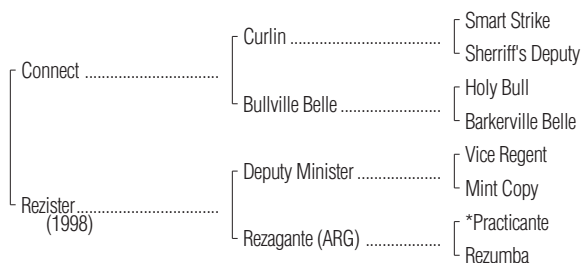 Smart Strike
Curlin
Sherriff's Deputy
Connect
Holy Bull
Bullville Belle
Barkerville Belle
Vice Regent
Deputy Minister
Mint Copy
Rezister
(1998)
*Practicante
Rezagante (ARG)
Rezumba